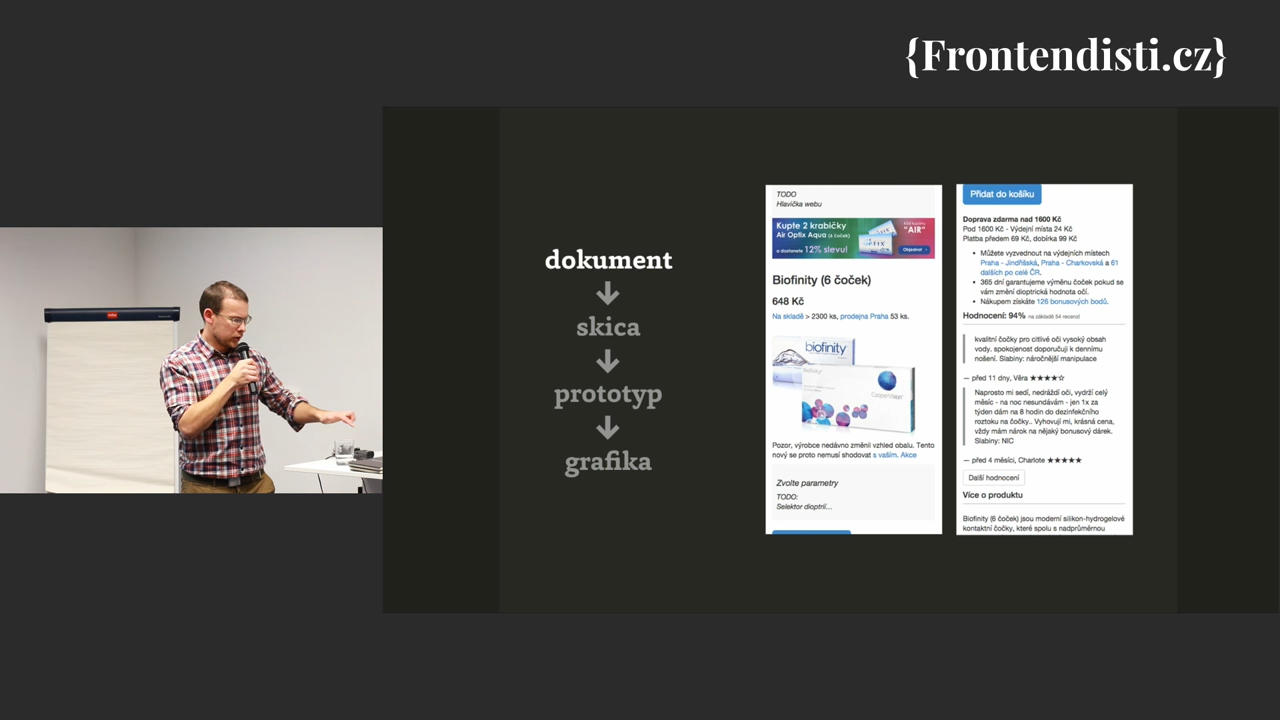 {Frontendisti.cz}
dokument
skica
prototyp
grafika
TODO
Hlavička webu
Kupte 2 krabičky
Air Optix Aqua (6 čoček)
a dostanete 12% slevu!
"AIR"
Biofinity (6 čoček)
648 Kč
Na skladě > 2300 ks, prodejna Praha 53 ks.
biofinity
CooperVision
Pozor, výrobce nedávno změnil vzhled obalu. Tento
nový se proto nemusí shodovat s vaším. Akce
Zvolte parametry
TODO:
Selektor dioptrií...
Přidat do košíku
Doprava zdarma nad 1600 Kč
Pod 1600 Kč - Výdejní místa 24 Kč
Platba předem 69 Kč, dobírka 99 Kč
• Můžete vyzvednout na výdejních místech
Praha - Jindřišská, Praha - Charkovská a 61
dalších po celé ČR.
• 365 dní garantujeme výměnu čoček pokud se
vám změní dioptrická hodnota očí.
• Nákupem získáte 126 bonusových bodů.
Hodnocení: 94% na základě 54 recenzí
kvalitní čočky pro citlivé oči vysoký obsah
vody. spokojenost doporučuji k dennímu
nošení. Slabiny: náročnější manipulace
— před 11 dny, Věra ★★★★☆
Naprosto mi sedí, nedráždí oči, vydrží celý
měsíc - na noc nesundávám - jen 1x za
týden dám na 8 hodin do dezinfekčního
roztoku na čočky.. Vyhovují mi, krásná cena,
vždy mám nárok na nějaký bonusový dárek.
Slabiny: NIC
— před 4 měsíci, Charlote ★★★★★
Další hodnocení
Více o produktu
Biofinity (6 čoček) jsou moderní silikon-hydrogelové
kontaktní čočky, které spolu s nadprůměrnou